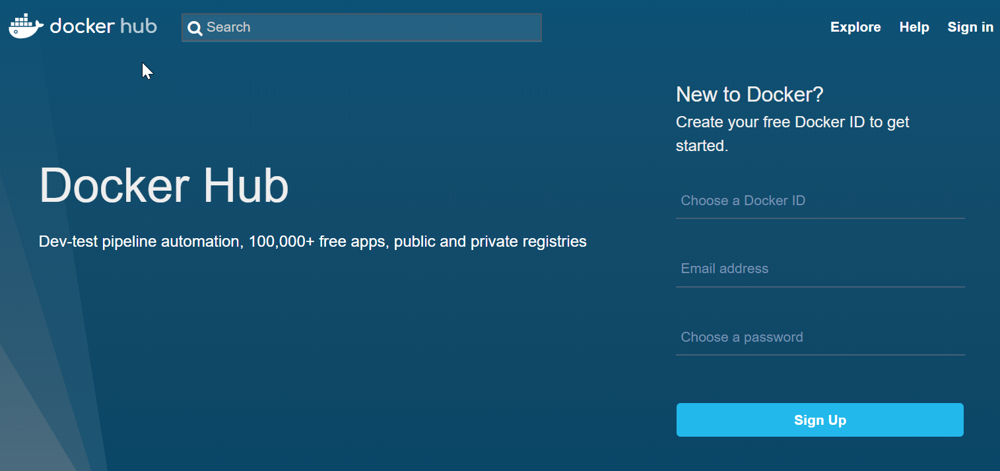 docker hub
Search
Explore Help Sign in
New to Docker?
Create your free Docker ID to get
started.
Docker Hub
Dev-test pipeline automation, 100,000+ free apps, public and private registries
Choose a Docker ID
Email address
Choose a password
Sign Up